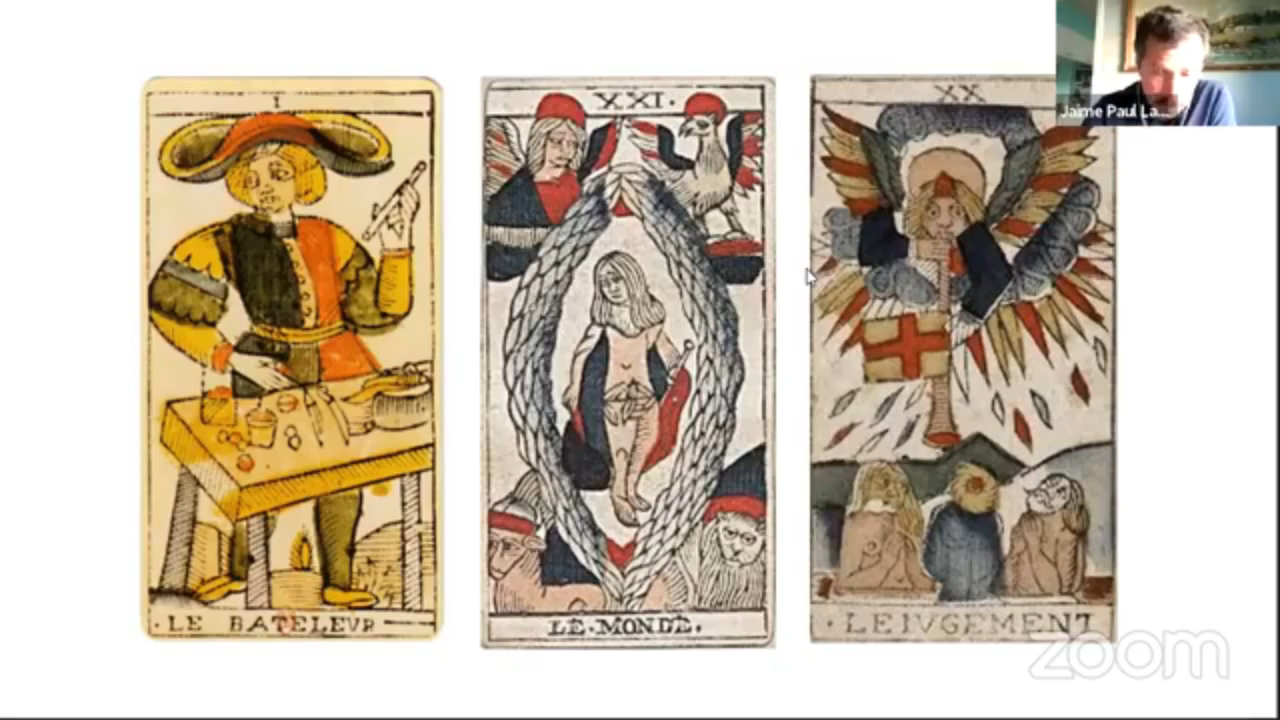 I
XXI.
XX
Jaime Paul La...
· LE BATELEVR
LE·MONDE.
· LE IVGEMENT
zoom